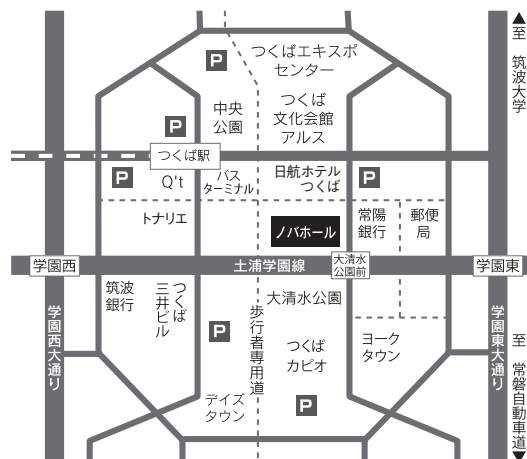 ▲至 筑波大学
P
つくばエキスポ
センター
中央
公園
つくば
文化会館
アルス
P
つくば駅
P
Q't
バス
ターミナル
日航ホテル
つくば
P
トナリエ
ノバホール
常陽
銀行
郵便
局
学園西
土浦学園線
大清水
公園前
学園東
筑波
銀行
つくば
三井ビル
大清水公園
学園西大通り
P
歩行者専用道
つくば
カピオ
ヨーク
タウン
学園東大通り
デイズ
タウン
P
至 常磐自動車道▼